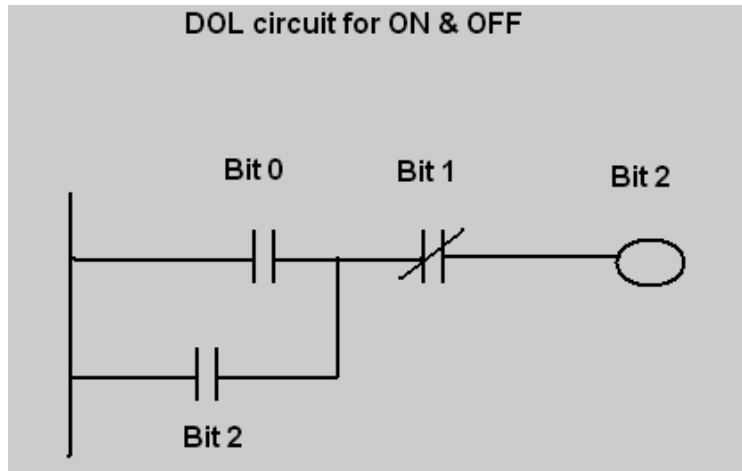 DOL circuit for ON & OFF
Bit 0
Bit 1
Bit 2
Bit 2